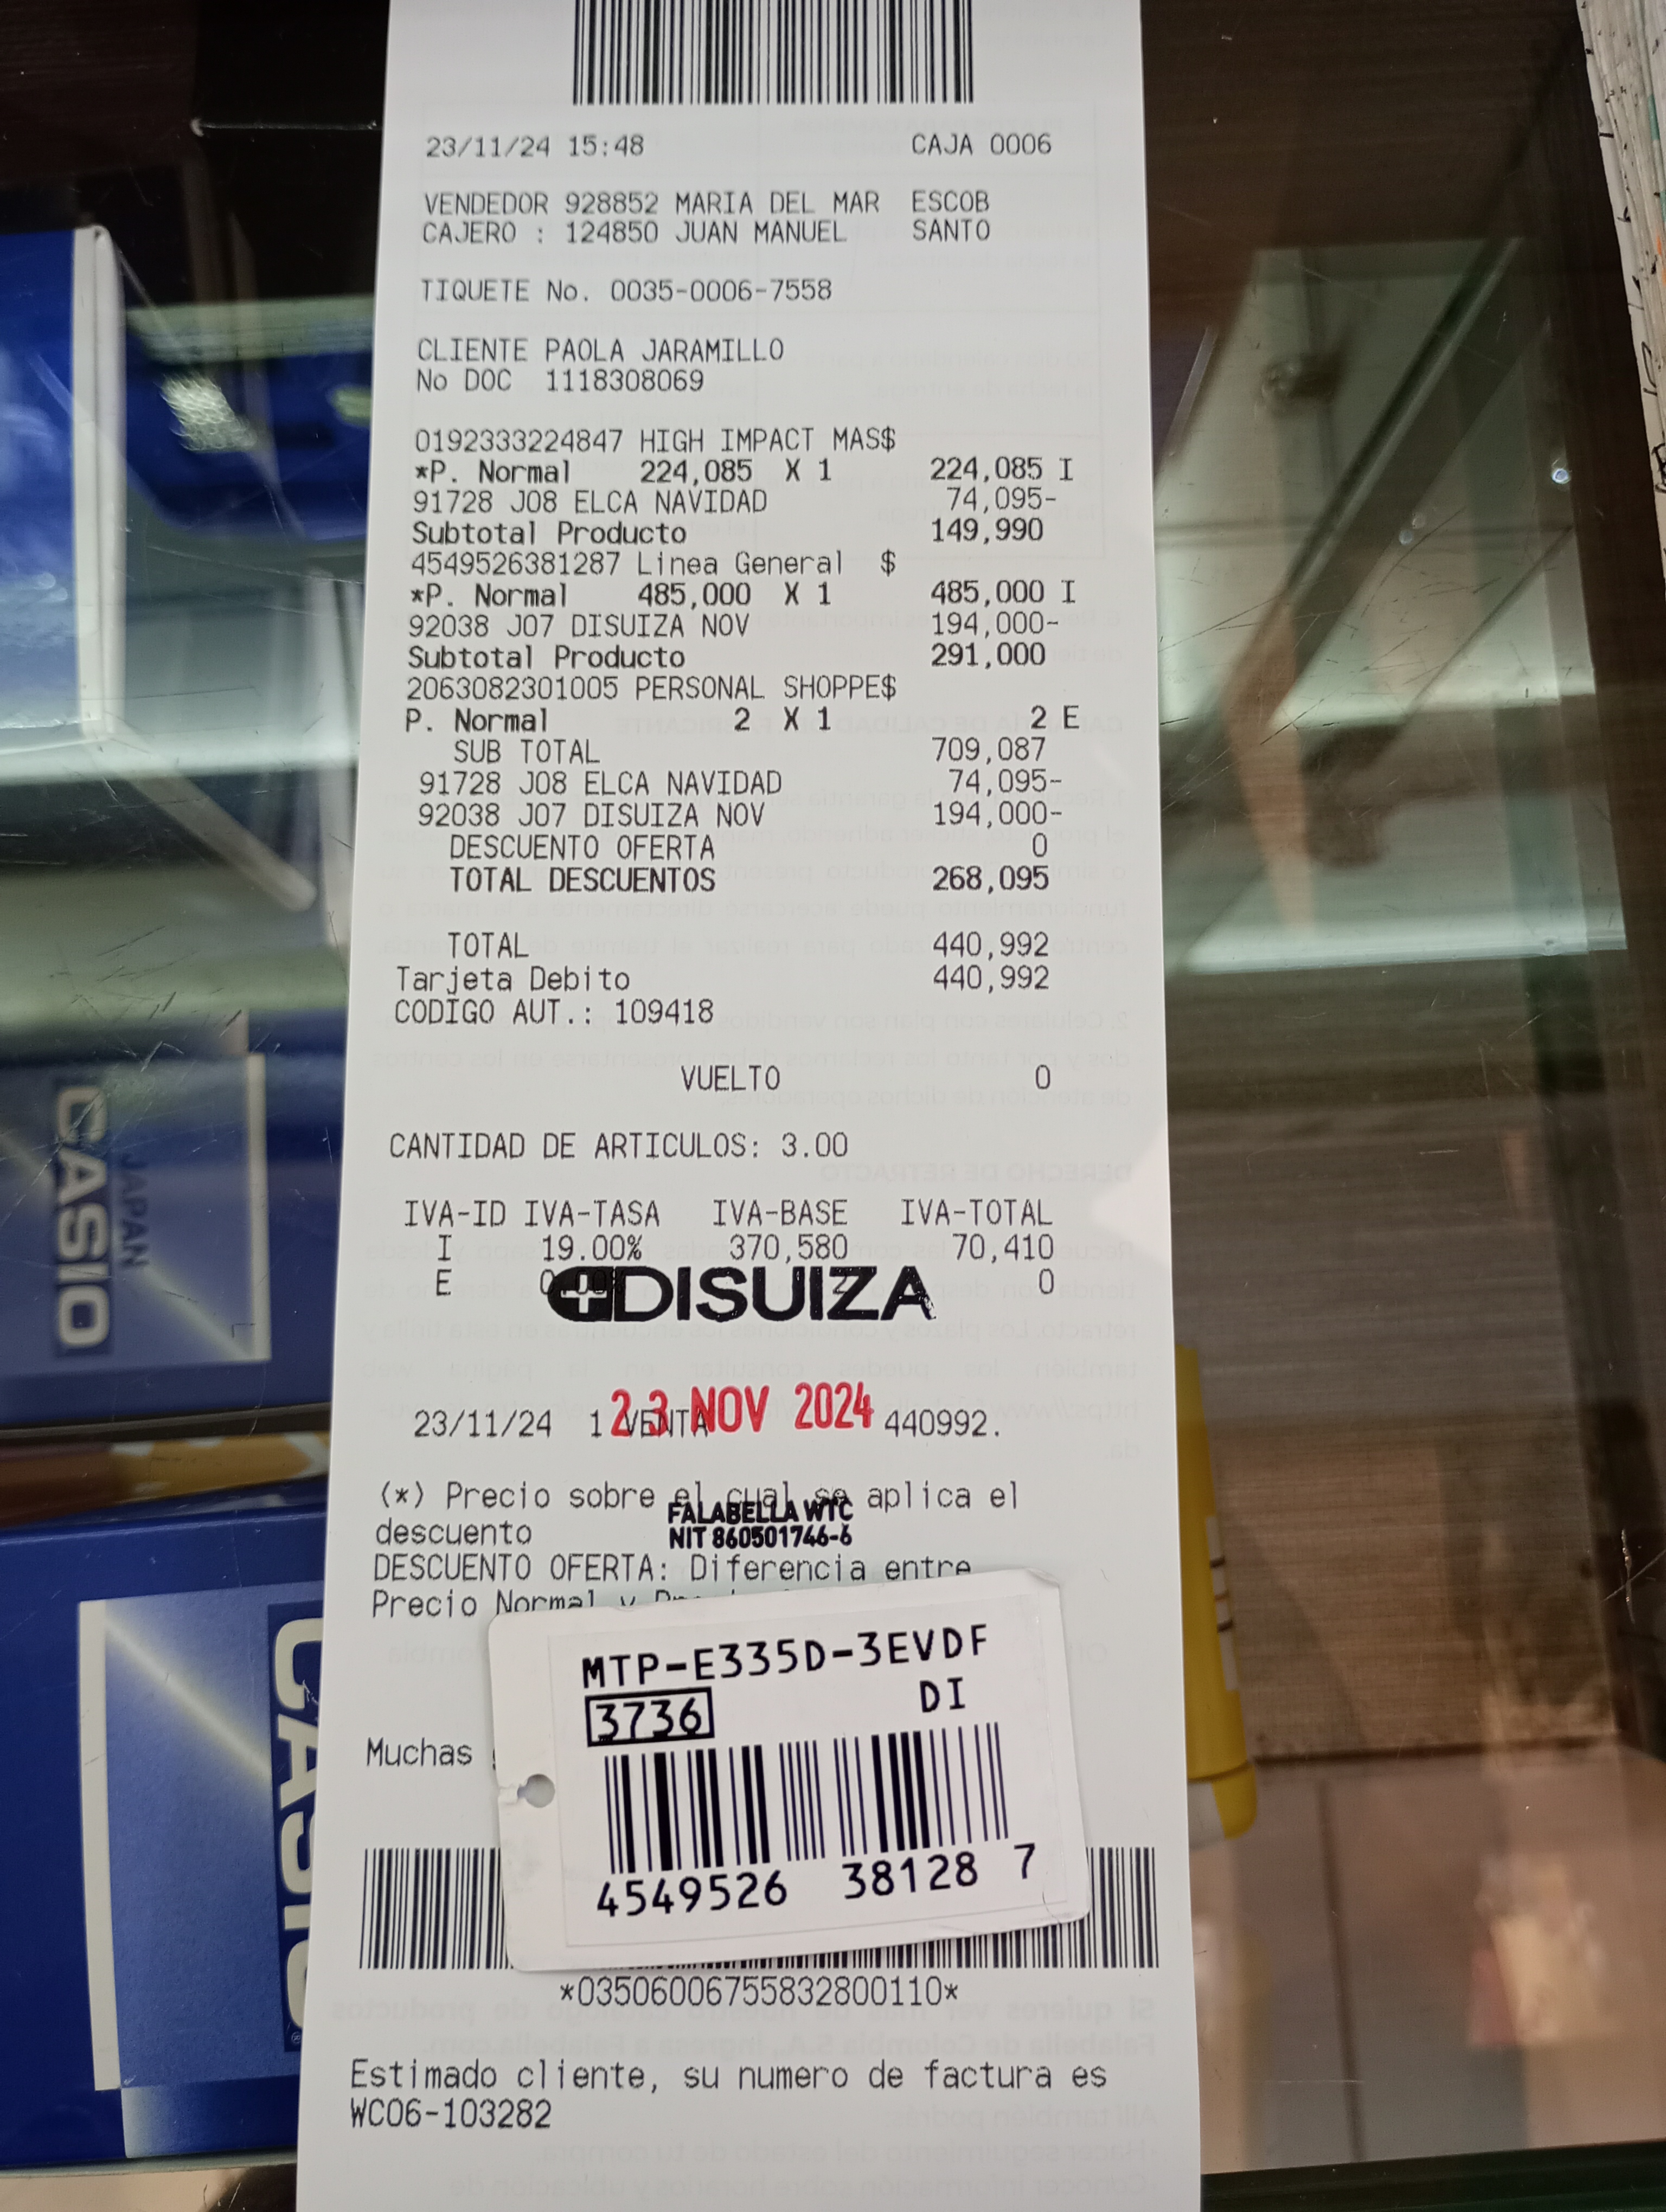 23/11/24 15:48 CAJA 0006
VENDEDOR 928852 MARIA DEL MAR ESCOB
CAJERO : 124850 JUAN MANUEL SANTO
TIQUETE No. 0035-0006-7558
CLIENTE PAOLA JARAMILLO
No DOC 1118308069
0192333224847 HIGH IMPACT MAS$
*P. Normal 224,085 X 1 224,085 I
91728 J08 ELCA NAVIDAD 74,095-
Subtotal Producto 149,990
4549526381287 Linea General $
*P. Normal 485,000 X 1 485,000 I
92038 J07 DISUIZA NOV 194,000-
Subtotal Producto 291,000
2063082301005 PERSONAL SHOPPE$
P. Normal 2 X 1 2 E
SUB TOTAL 709,087
91728 J08 ELCA NAVIDAD 74,095-
92038 J07 DISUIZA NOV 194,000-
DESCUENTO OFERTA 0
TOTAL DESCUENTOS 268,095
TOTAL 440,992
Tarjeta Debito 440,992
CODIGO AUT.: 109418
VUELTO 0
CANTIDAD DE ARTICULOS: 3.00
IVA-ID IVA-TASA IVA-BASE IVA-TOTAL
I 19.00% 370,580 70,410
E 0
DISUIZA
23 NOV 2024
23/11/24 1 VENTA 440992.
(*) Precio sobre el cual se aplica el
descuento
FALABELLA WTC
NIT 860501746-6
DESCUENTO OFERTA: Diferencia entre
Precio Normal y
MTP-E335D-3EVDF
3736 DI
Muchas
4549526 38128 7
*03506006755832800110*
Estimado cliente, su numero de factura es
WC06-103282
CASIO
JAPAN
CASIO